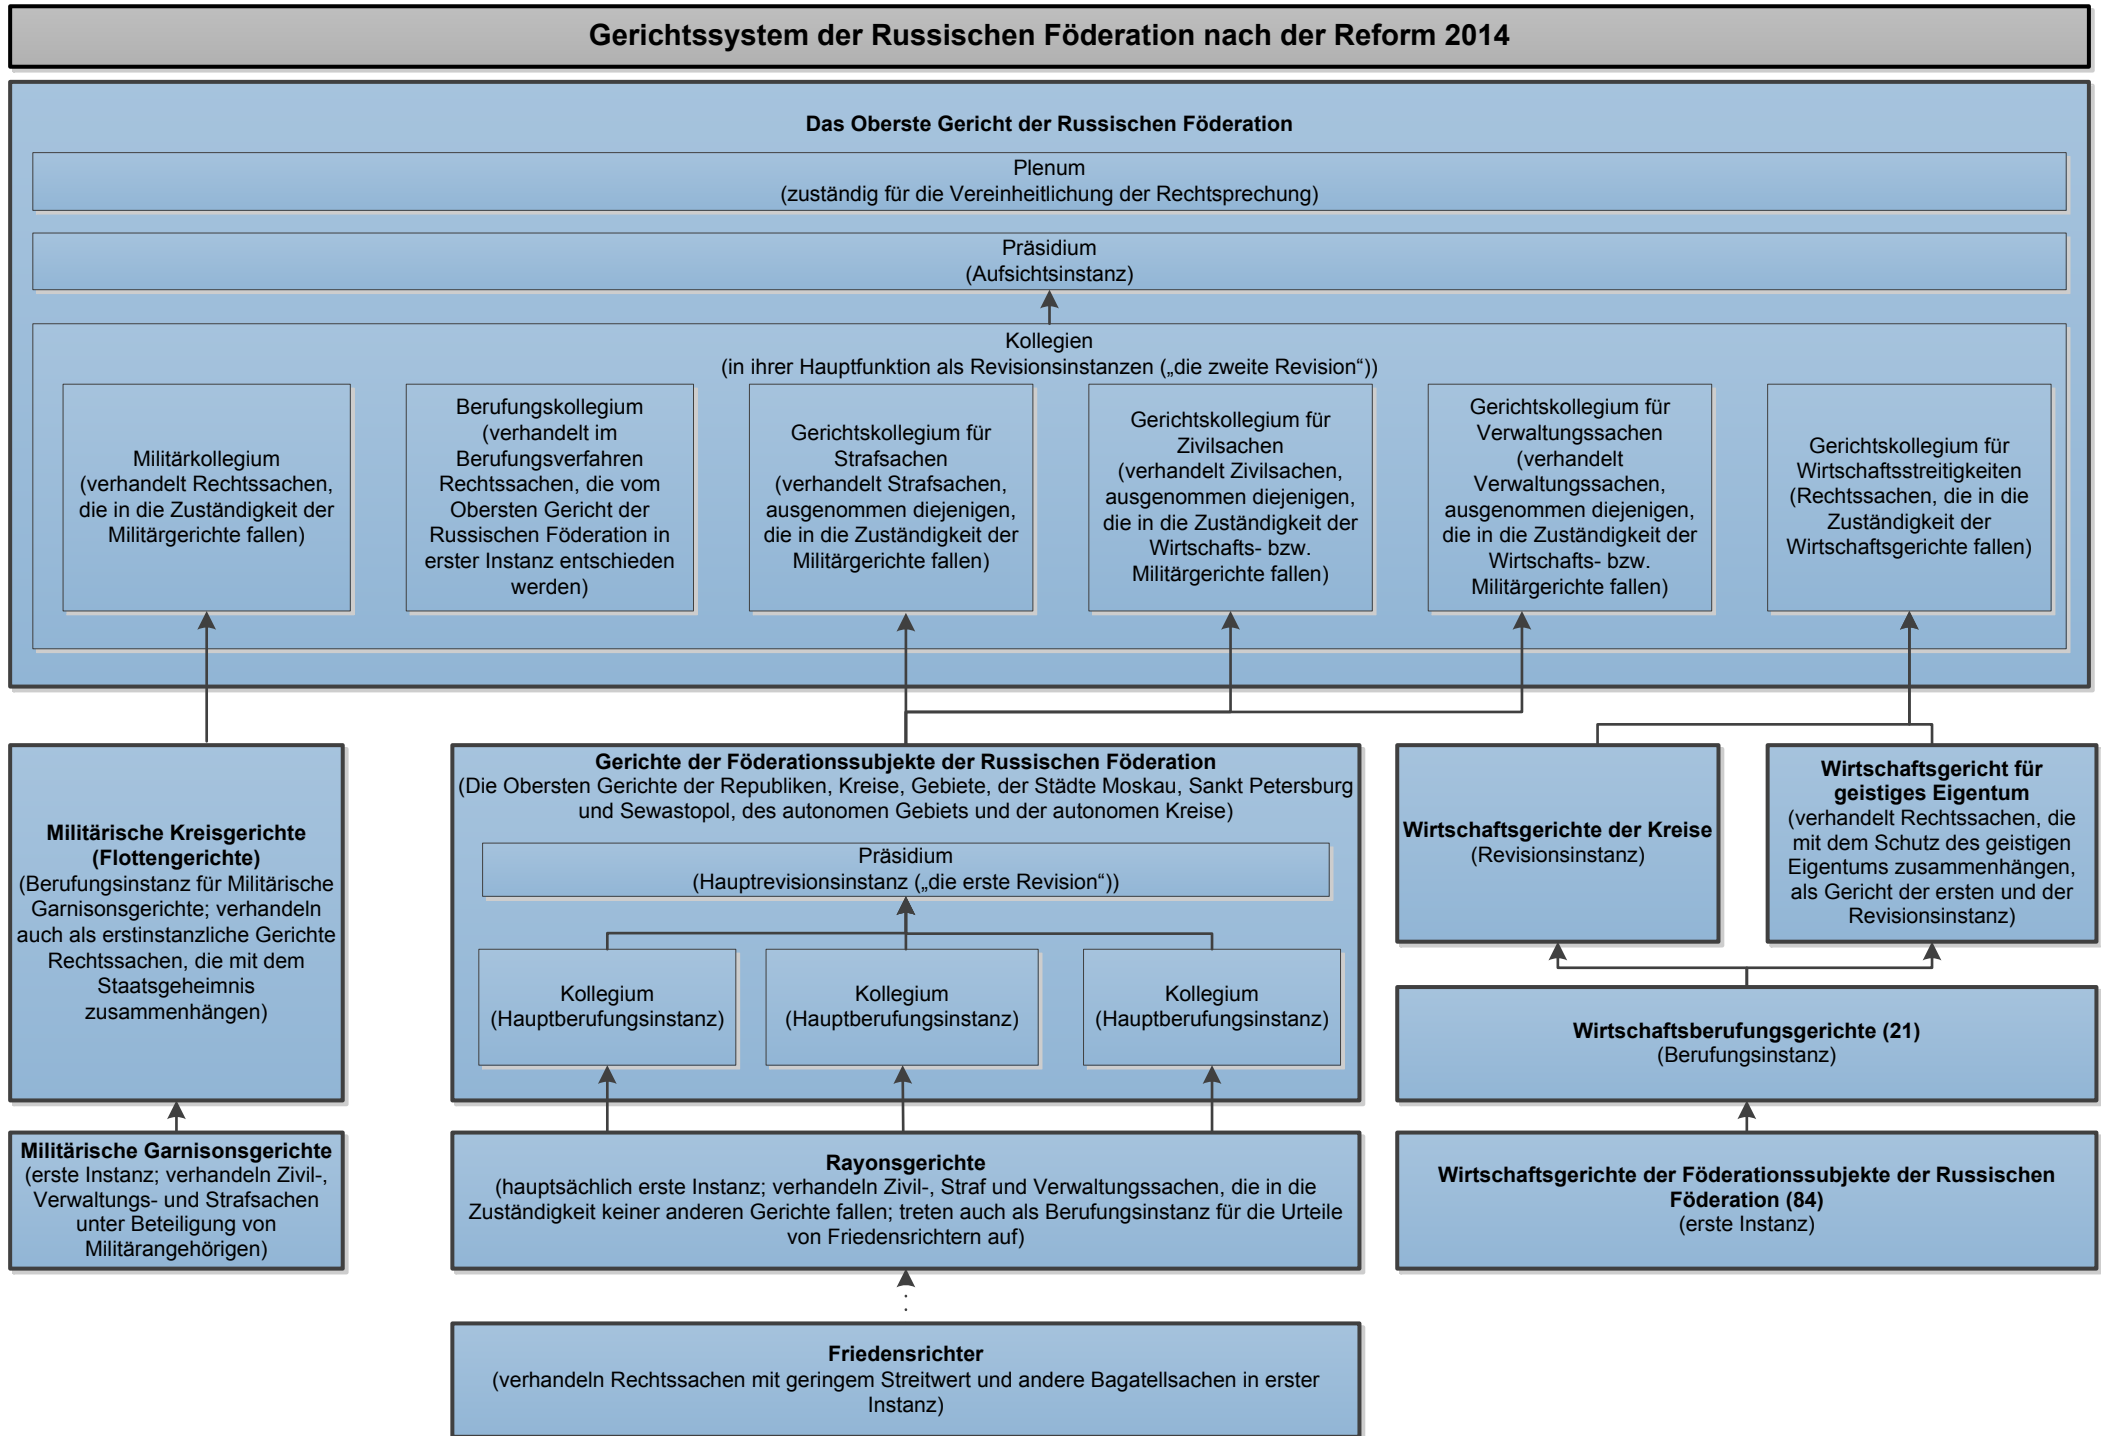 Gerichtssystem der Russischen Föderation nach der Reform 2014
Das Oberste Gericht der Russischen Föderation
Plenum
(zuständig für die Vereinheitlichung der Rechtsprechung)
Präsidium
(Aufsichtsinstanz)
Kollegien
(in ihrer Hauptfunktion als Revisionsinstanzen („die zweite Revision“))
Militärkollegium
(verhandelt Rechtssachen,
die in die Zuständigkeit der
Militärgerichte fallen)
Berufungskollegium
(verhandelt im
Berufungsverfahren
Rechtssachen, die vom
Obersten Gericht der
Russischen Föderation in
erster Instanz entschieden
werden)
Gerichtskollegium für
Strafsachen
(verhandelt Strafsachen,
ausgenommen diejenigen,
die in die Zuständigkeit der
Militärgerichte fallen)
Gerichtskollegium für
Zivilsachen
(verhandelt Zivilsachen,
ausgenommen diejenigen,
die in die Zuständigkeit der
Wirtschafts- bzw.
Militärgerichte fallen)
Gerichtskollegium für
Verwaltungssachen
(verhandelt
Verwaltungssachen,
ausgenommen diejenigen,
die in die Zuständigkeit der
Wirtschafts- bzw.
Militärgerichte fallen)
Gerichtskollegium für
Wirtschaftsstreitigkeiten
(Rechtssachen, die in die
Zuständigkeit der
Wirtschaftsgerichte fallen)
Militärische Kreisgerichte
(Flottengerichte)
(Berufungsinstanz für Militärische
Garnisonsgerichte; verhandeln
auch als erstinstanzliche Gerichte
Rechtssachen, die mit dem
Staatsgeheimnis
zusammenhängen)
Militärische Garnisonsgerichte
(erste Instanz; verhandeln Zivil-,
Verwaltungs- und Strafsachen
unter Beteiligung von
Militärangehörigen)
Gerichte der Föderationssubjekte der Russischen Föderation
(Die Obersten Gerichte der Republiken, Kreise, Gebiete, der Städte Moskau, Sankt Petersburg
und Sewastopol, des autonomen Gebiets und der autonomen Kreise)
Präsidium
(Hauptrevisionsinstanz („die erste Revision“))
Kollegium
(Hauptberufungsinstanz)
Kollegium
(Hauptberufungsinstanz)
Kollegium
(Hauptberufungsinstanz)
Rayonsgerichte
(hauptsächlich erste Instanz; verhandeln Zivil-, Straf und Verwaltungssachen, die in die
Zuständigkeit keiner anderen Gerichte fallen; treten auch als Berufungsinstanz für die Urteile
von Friedensrichtern auf)
Friedensrichter
(verhandeln Rechtssachen mit geringem Streitwert und andere Bagatellsachen in erster
Instanz)
Wirtschaftsgerichte der Kreise
(Revisionsinstanz)
Wirtschaftsgericht für
geistiges Eigentum
(verhandelt Rechtssachen, die
mit dem Schutz des geistigen
Eigentums zusammenhängen,
als Gericht der ersten und der
Revisionsinstanz)
Wirtschaftsberufungsgerichte (21)
(Berufungsinstanz)
Wirtschaftsgerichte der Föderationssubjekte der Russischen
Föderation (84)
(erste Instanz)